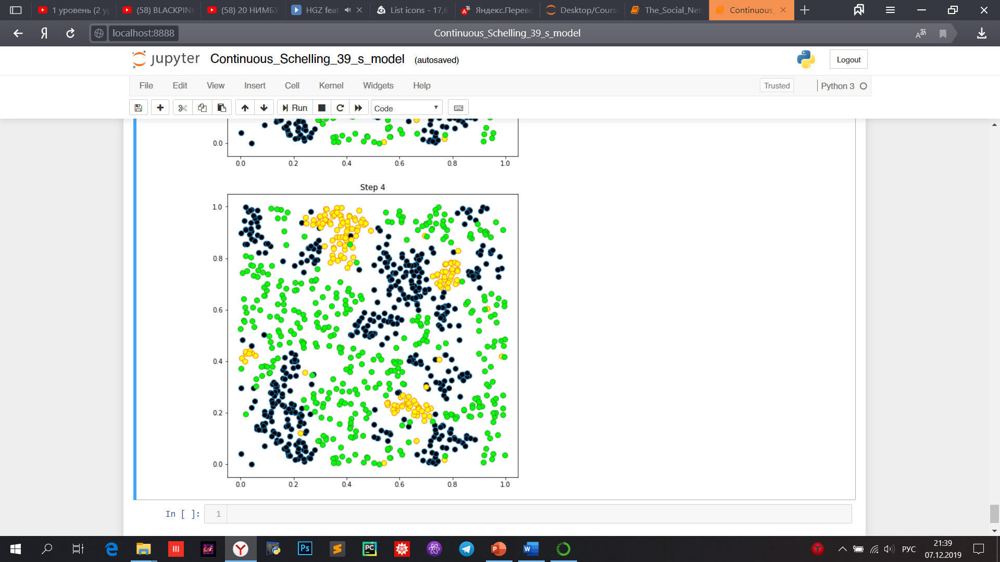 1 уровень (2 ур
(58) BLACKPIN
(58) 20 НИМБУ
HGZ feat
List icons - 17,6
Яндекс.Перево
Desktop/Cours
The_Social_Net
Continuous_
localhost:8888
Continuous_Schelling_39_s_model
jupyter Continuous_Schelling_39_s_model (autosaved)
Logout
File Edit View Insert Cell Kernel Widgets Help
Trusted
Python 3
Run
Code
0.0
0.0 0.2 0.4 0.6 0.8 1.0
Step 4
1.0
0.8
0.6
0.4
0.2
0.0
0.0 0.2 0.4 0.6 0.8 1.0
In [ ]: 1
РУС
21:39
07.12.2019